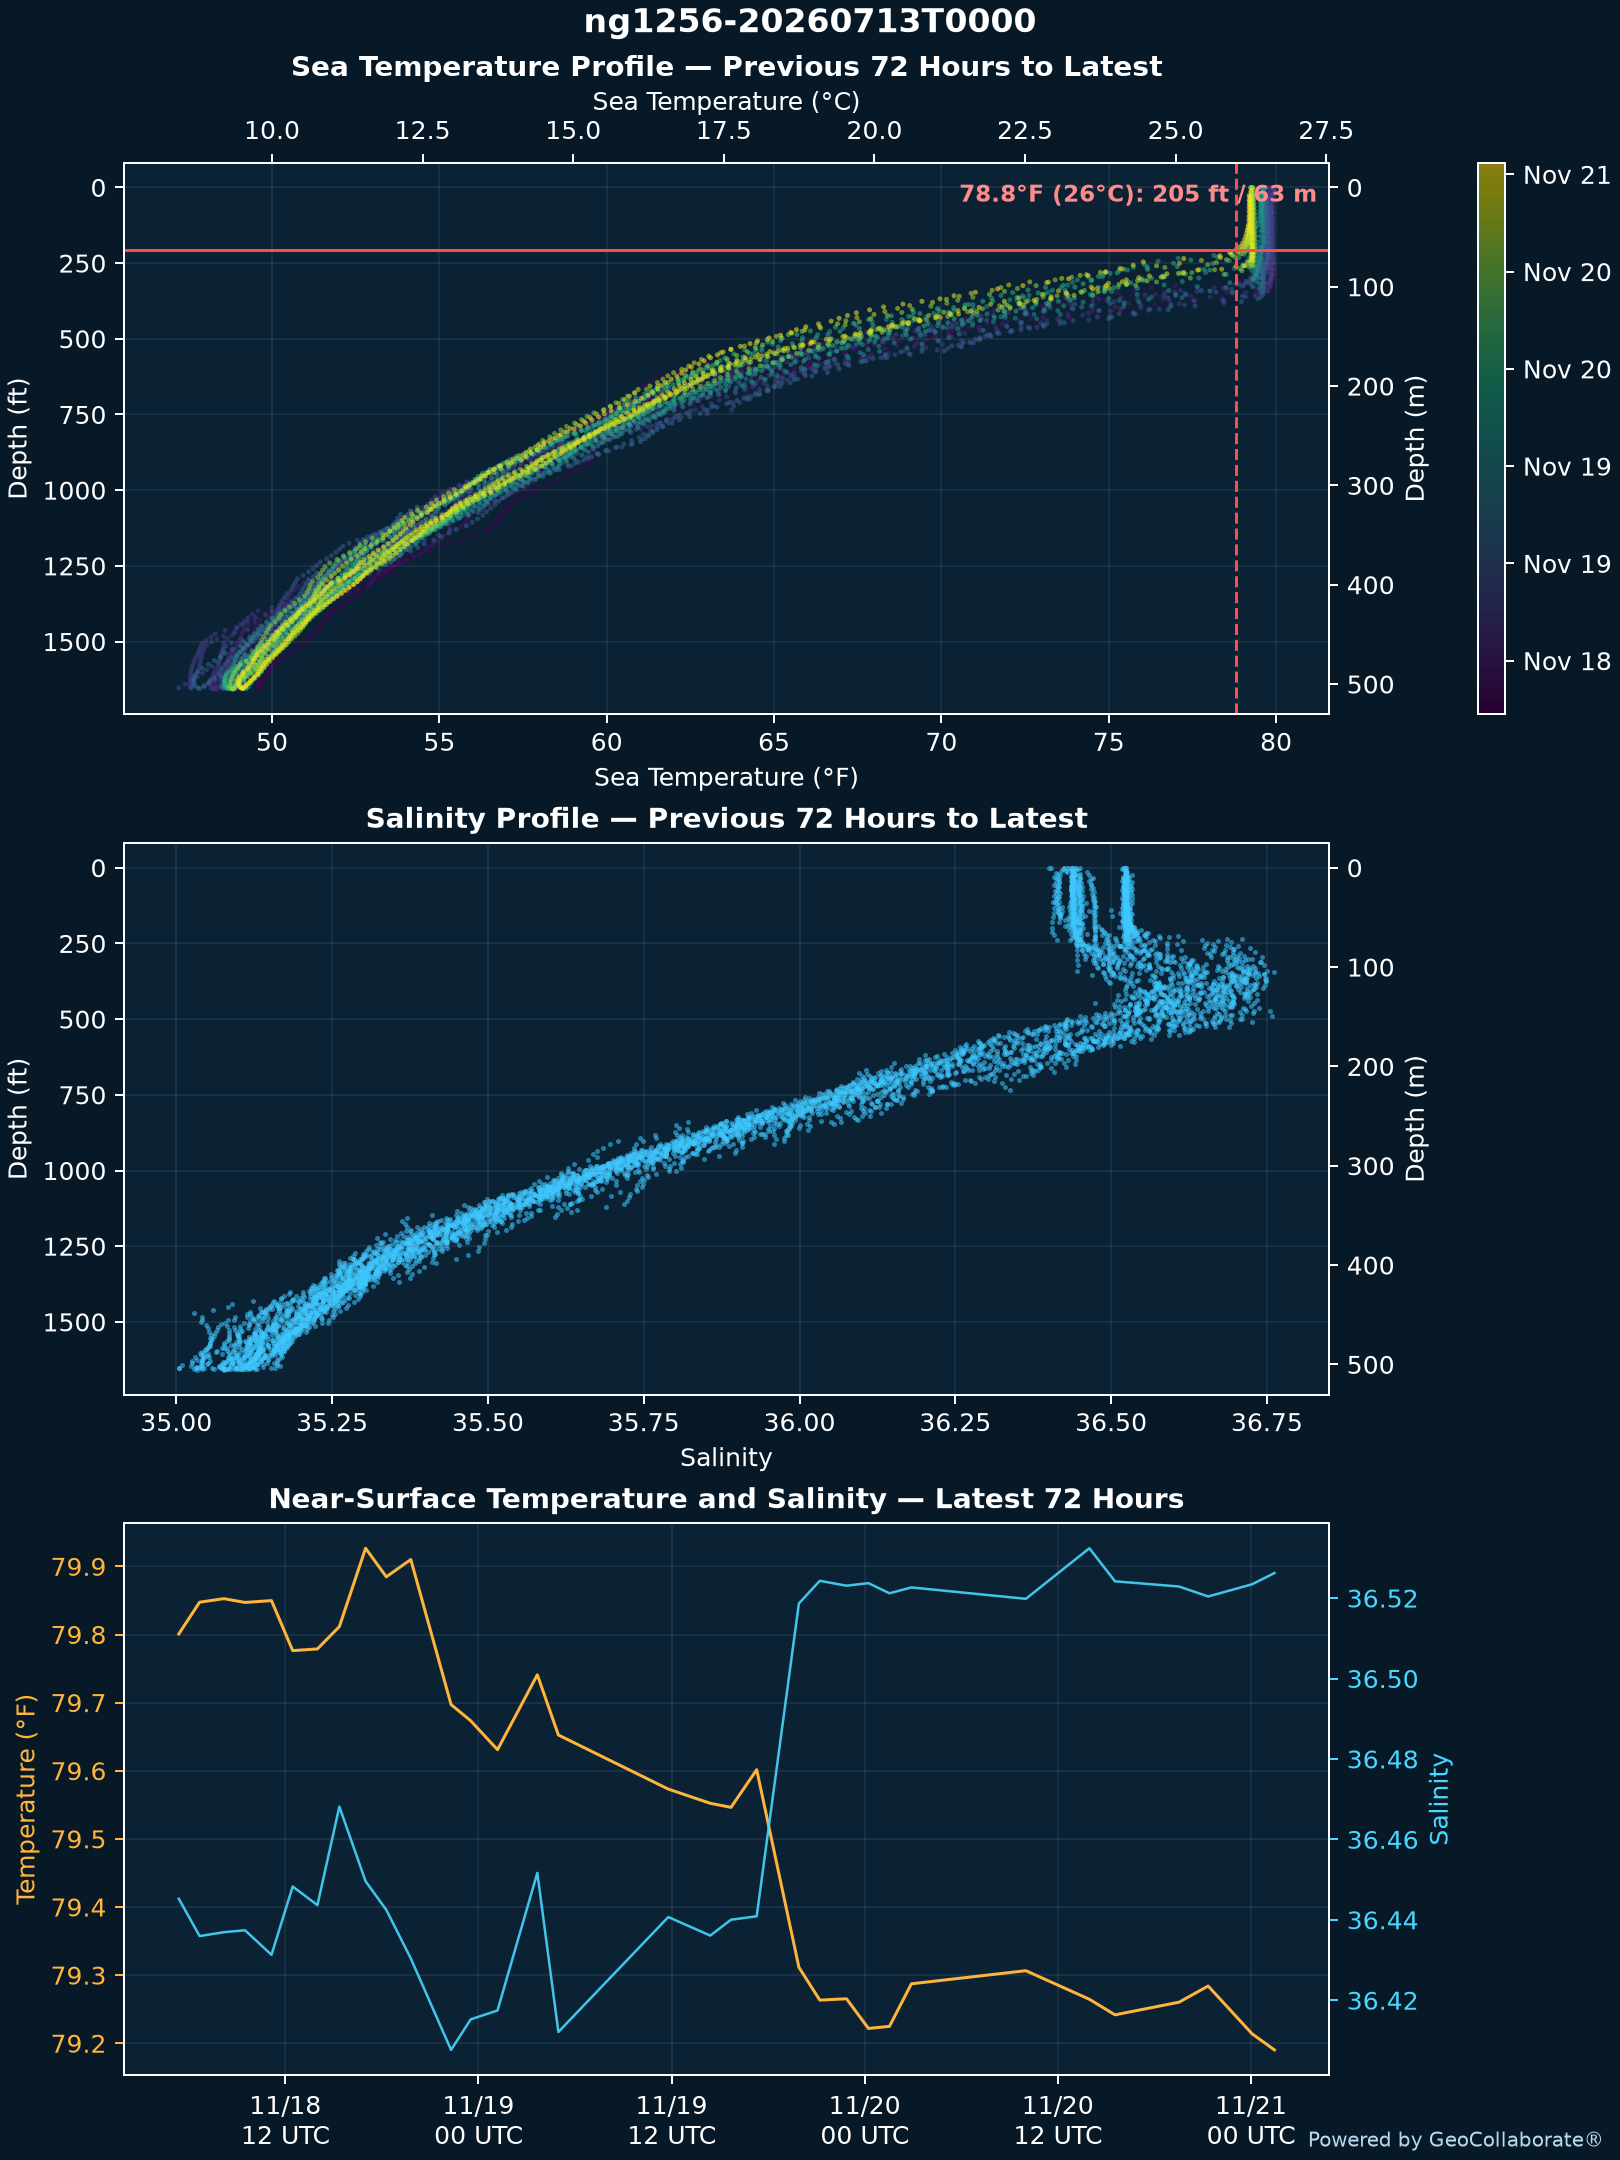 ng1256-20260713T0000
Sea Temperature Profile — Previous 72 Hours to Latest
Sea Temperature (°C)
10.0 12.5 15.0 17.5 20.0 22.5 25.0 27.5
78.8°F (26°C): 205 ft / 63 m
0
250
500
750
1000
1250
1500
Depth (ft)
0
100
200
300
400
500
Depth (m)
Nov 21
Nov 20
Nov 20
Nov 19
Nov 19
Nov 18
50 55 60 65 70 75 80
Sea Temperature (°F)
Salinity Profile — Previous 72 Hours to Latest
0
250
500
750
1000
1250
1500
Depth (ft)
0
100
200
300
400
500
Depth (m)
35.00 35.25 35.50 35.75 36.00 36.25 36.50 36.75
Salinity
Near-Surface Temperature and Salinity — Latest 72 Hours
79.9
79.8
79.7
79.6
79.5
79.4
79.3
79.2
Temperature (°F)
36.52
36.50
36.48
36.46
36.44
36.42
Salinity
11/18 11/19 11/19 11/20 11/20 11/21
12 UTC 00 UTC 12 UTC 00 UTC 12 UTC 00 UTC
Powered by GeoCollaborate®